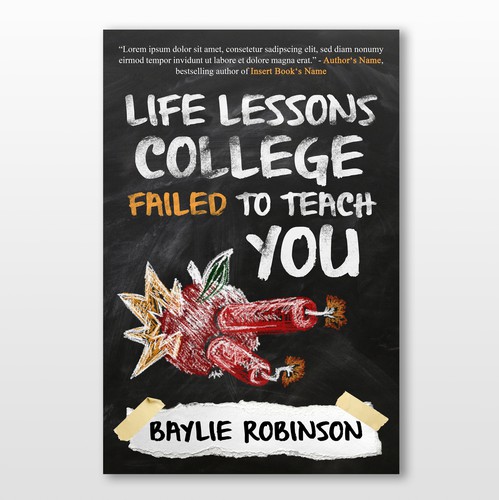 “Lorem ipsum dolor sit amet, consetetur sadipscing elit, sed diam nonumy
eirmod tempor invidunt ut labore et dolore magna erat.” - Author's Name,
bestselling author of Insert Book's Name
LIFE LESSONS
COLLEGE
FAILED TO TEACH
YOU
BAYLIE ROBINSON